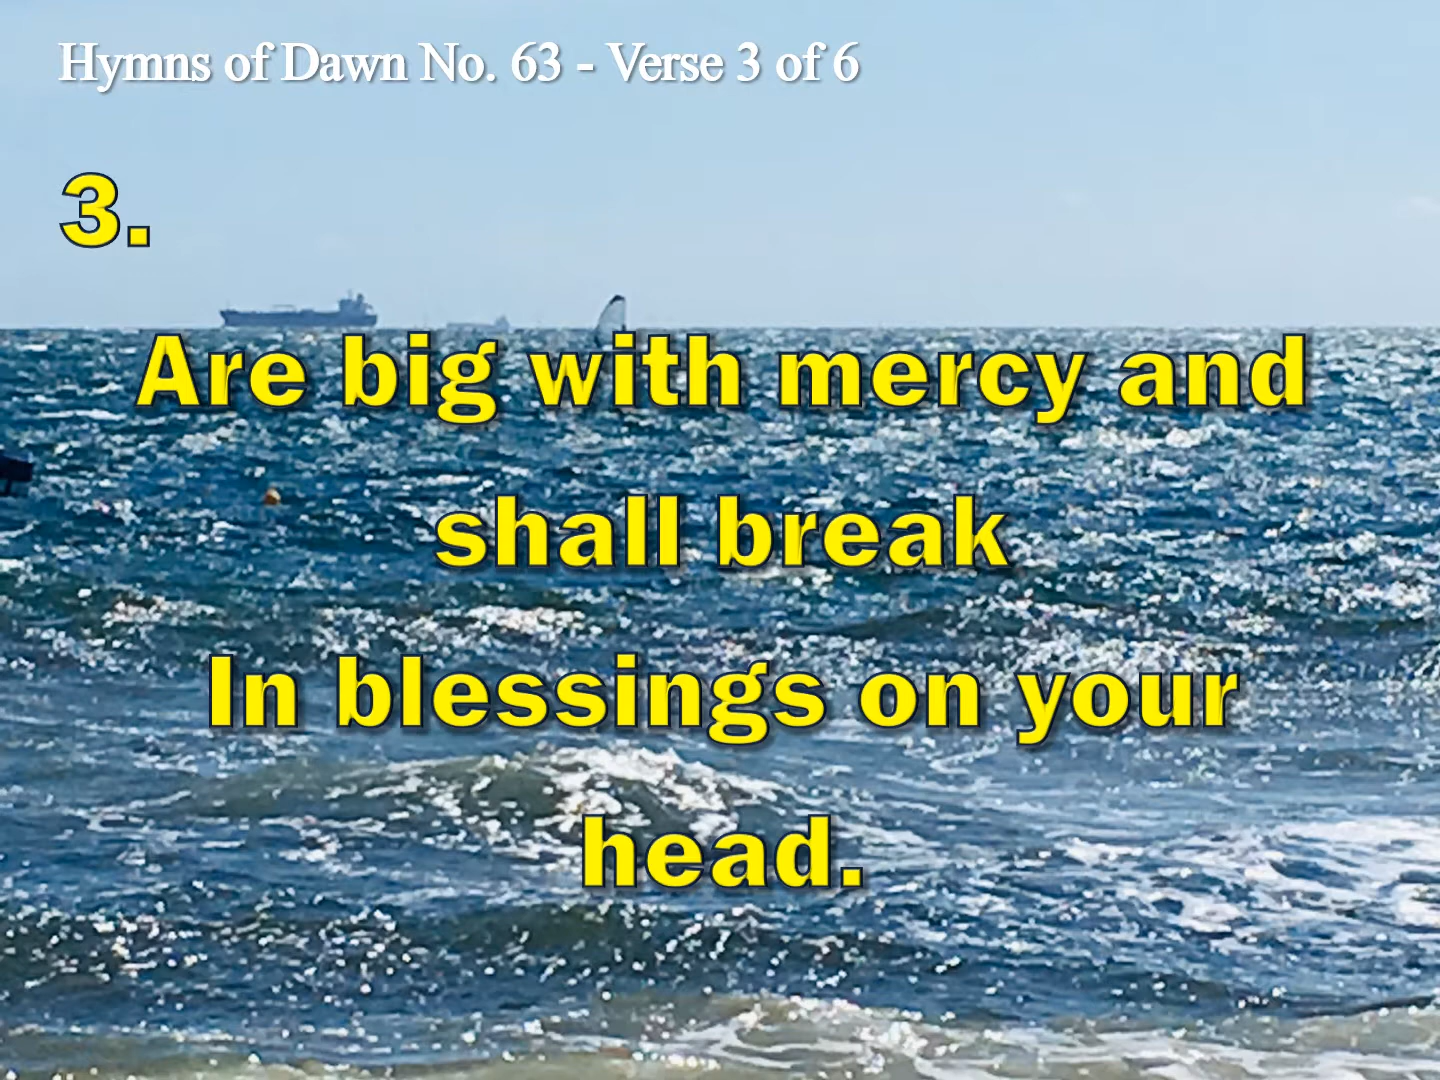 Hymns of Dawn No. 63 - Verse 3 of 6
3.
Are big with mercy and
shall break
In blessings on your
head.